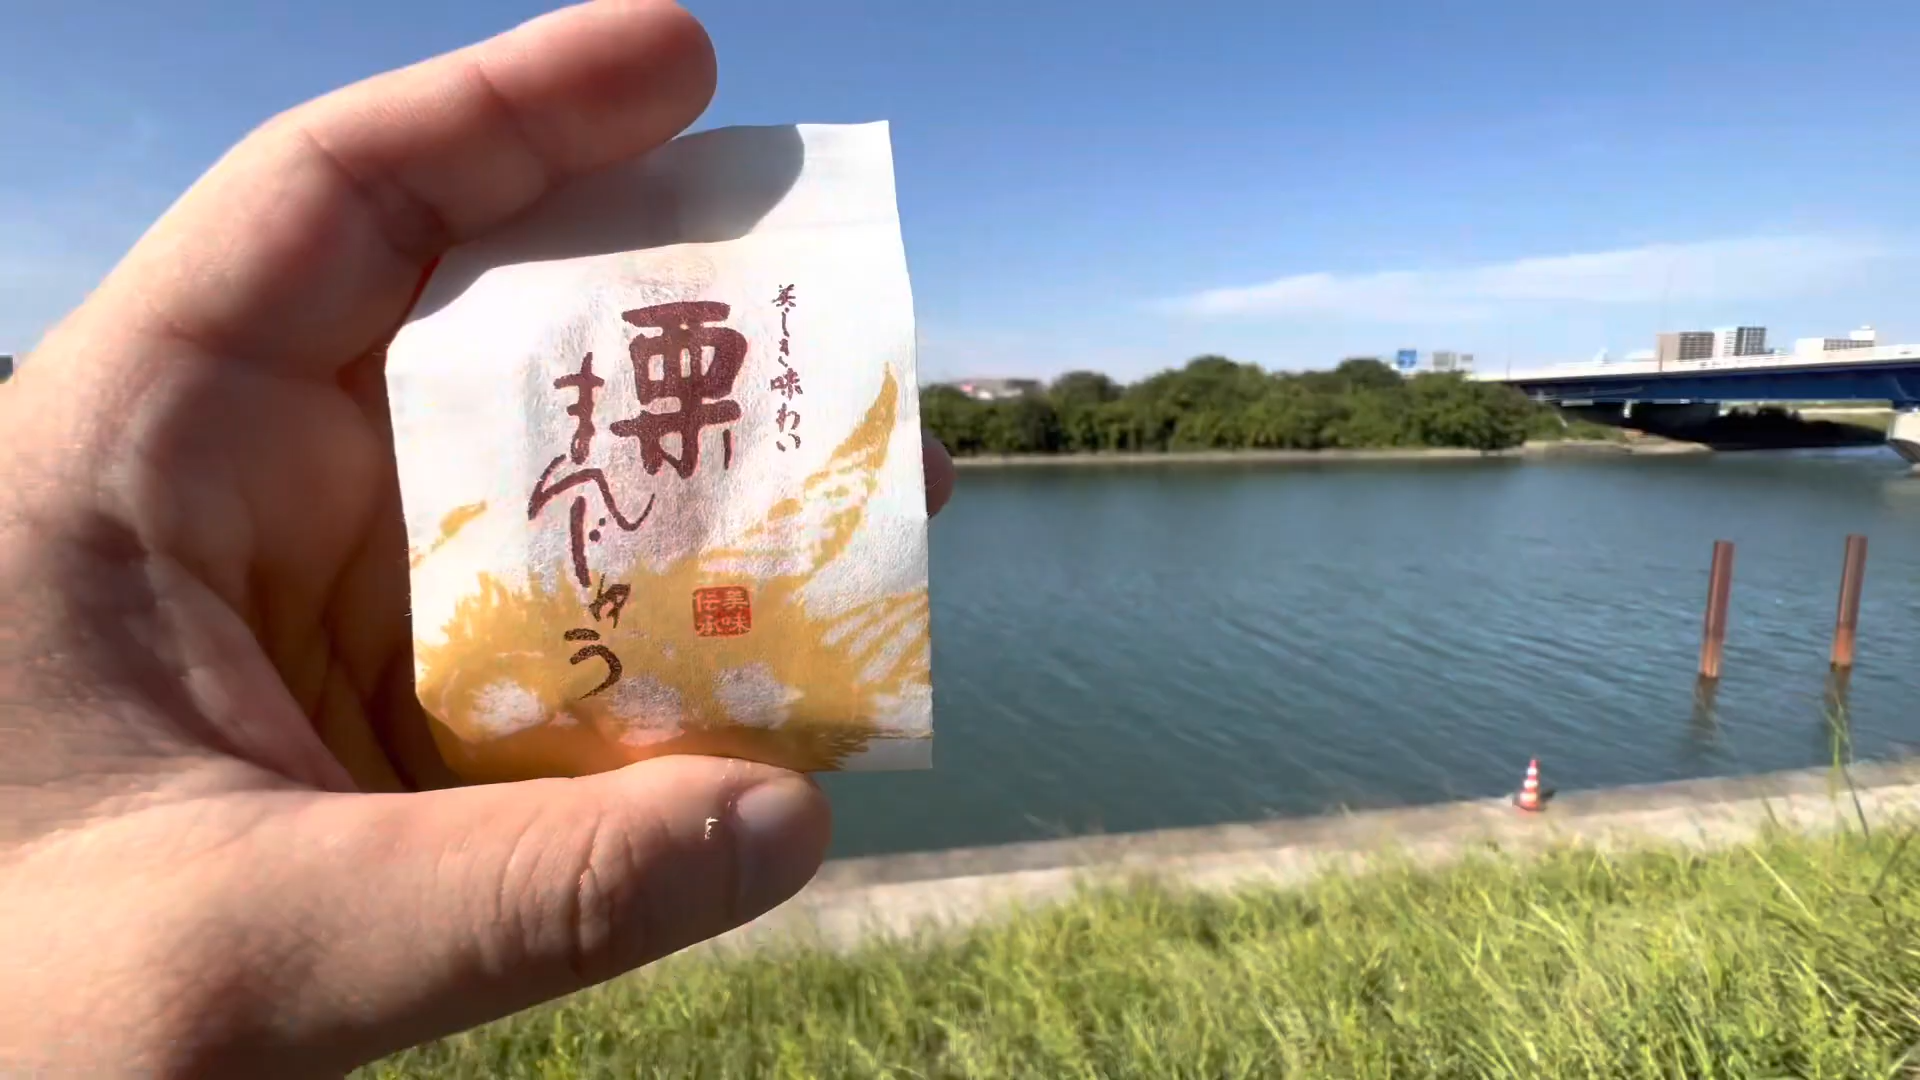 美しき味わい
栗
まんじゅう
美味
伝承